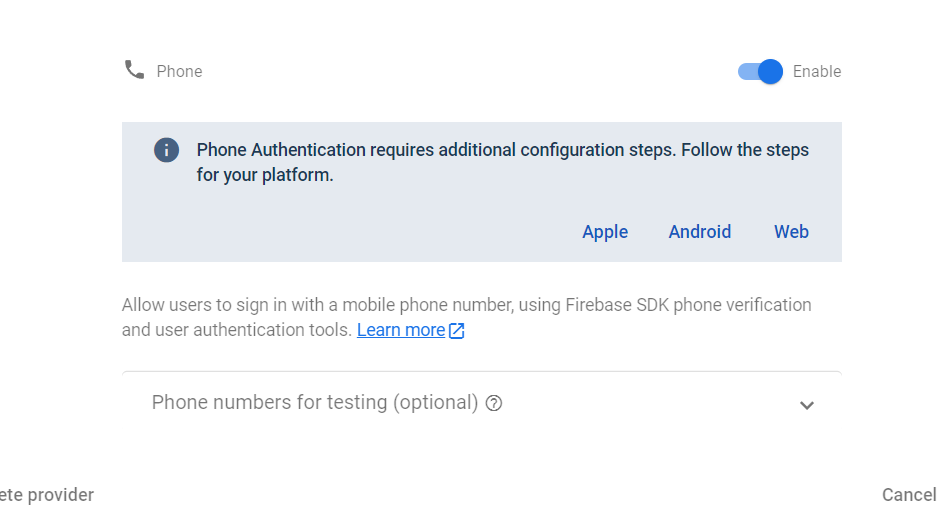 Phone
Enable
Phone Authentication requires additional configuration steps. Follow the steps
for your platform.
Apple Android Web
Allow users to sign in with a mobile phone number, using Firebase SDK phone verification
and user authentication tools. Learn more
Phone numbers for testing (optional)
ete provider
Cancel